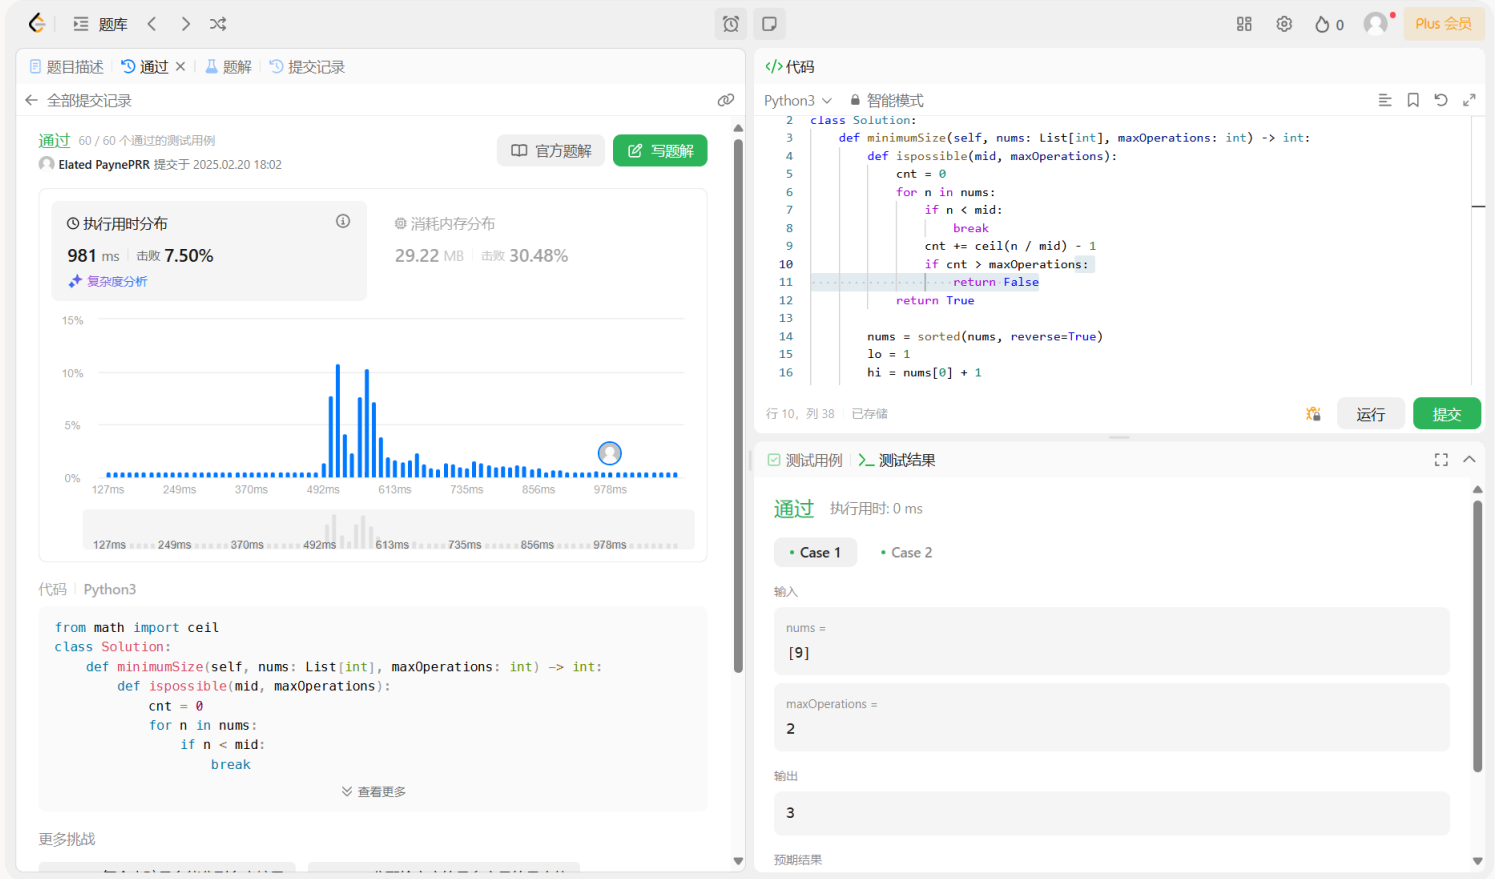 题库
0
Plus 会员
题目描述
通过
题解
提交记录
全部提交记录
通过 60 / 60 个通过的测试用例
Elated PaynePRR 提交于 2025.02.20 18:02
官方题解
写题解
执行用时分布
981 ms 击败 7.50%
复杂度分析
消耗内存分布
29.22 MB 击败 30.48%
15%
10%
5%
0%
127ms 249ms 370ms 492ms 613ms 735ms 856ms 978ms
127ms 249ms 370ms 492ms 613ms 735ms 856ms 978ms
代码 Python3
from math import ceil
class Solution:
    def minimumSize(self, nums: List[int], maxOperations: int) -> int:
        def ispossible(mid, maxOperations):
            cnt = 0
            for n in nums:
                if n < mid:
                    break
查看更多
更多挑战
</>代码
Python3 智能模式
2 class Solution:
3     def minimumSize(self, nums: List[int], maxOperations: int) -> int:
4         def ispossible(mid, maxOperations):
5             cnt = 0
6             for n in nums:
7                 if n < mid:
8                     break
9                 cnt += ceil(n / mid) - 1
10                 if cnt > maxOperations:
11                     return False
12             return True
13
14         nums = sorted(nums, reverse=True)
15         lo = 1
16         hi = nums[0] + 1
行 10, 列 38 已存储
运行
提交
测试用例
测试结果
通过 执行用时: 0 ms
Case 1
Case 2
输入
nums =
[9]
maxOperations =
2
输出
3
预期结果